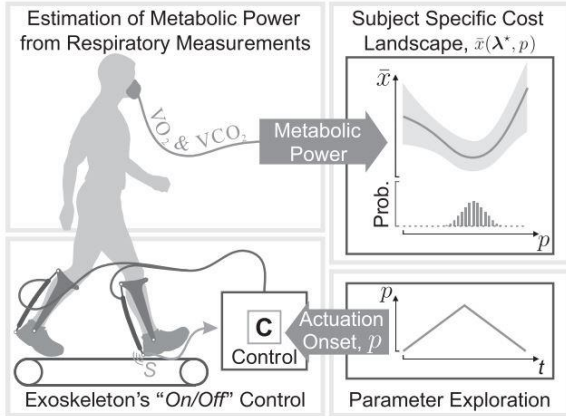 Estimation of Metabolic Power
from Respiratory Measurements
VO₂ & VCO₂
Metabolic
Power
Subject Specific Cost
Landscape, x̄(λ*, p)
x̄
Prob.
p
p
t
Parameter Exploration
Actuation
Onset, p
C
Control
S
Exoskeleton's "On/Off" Control